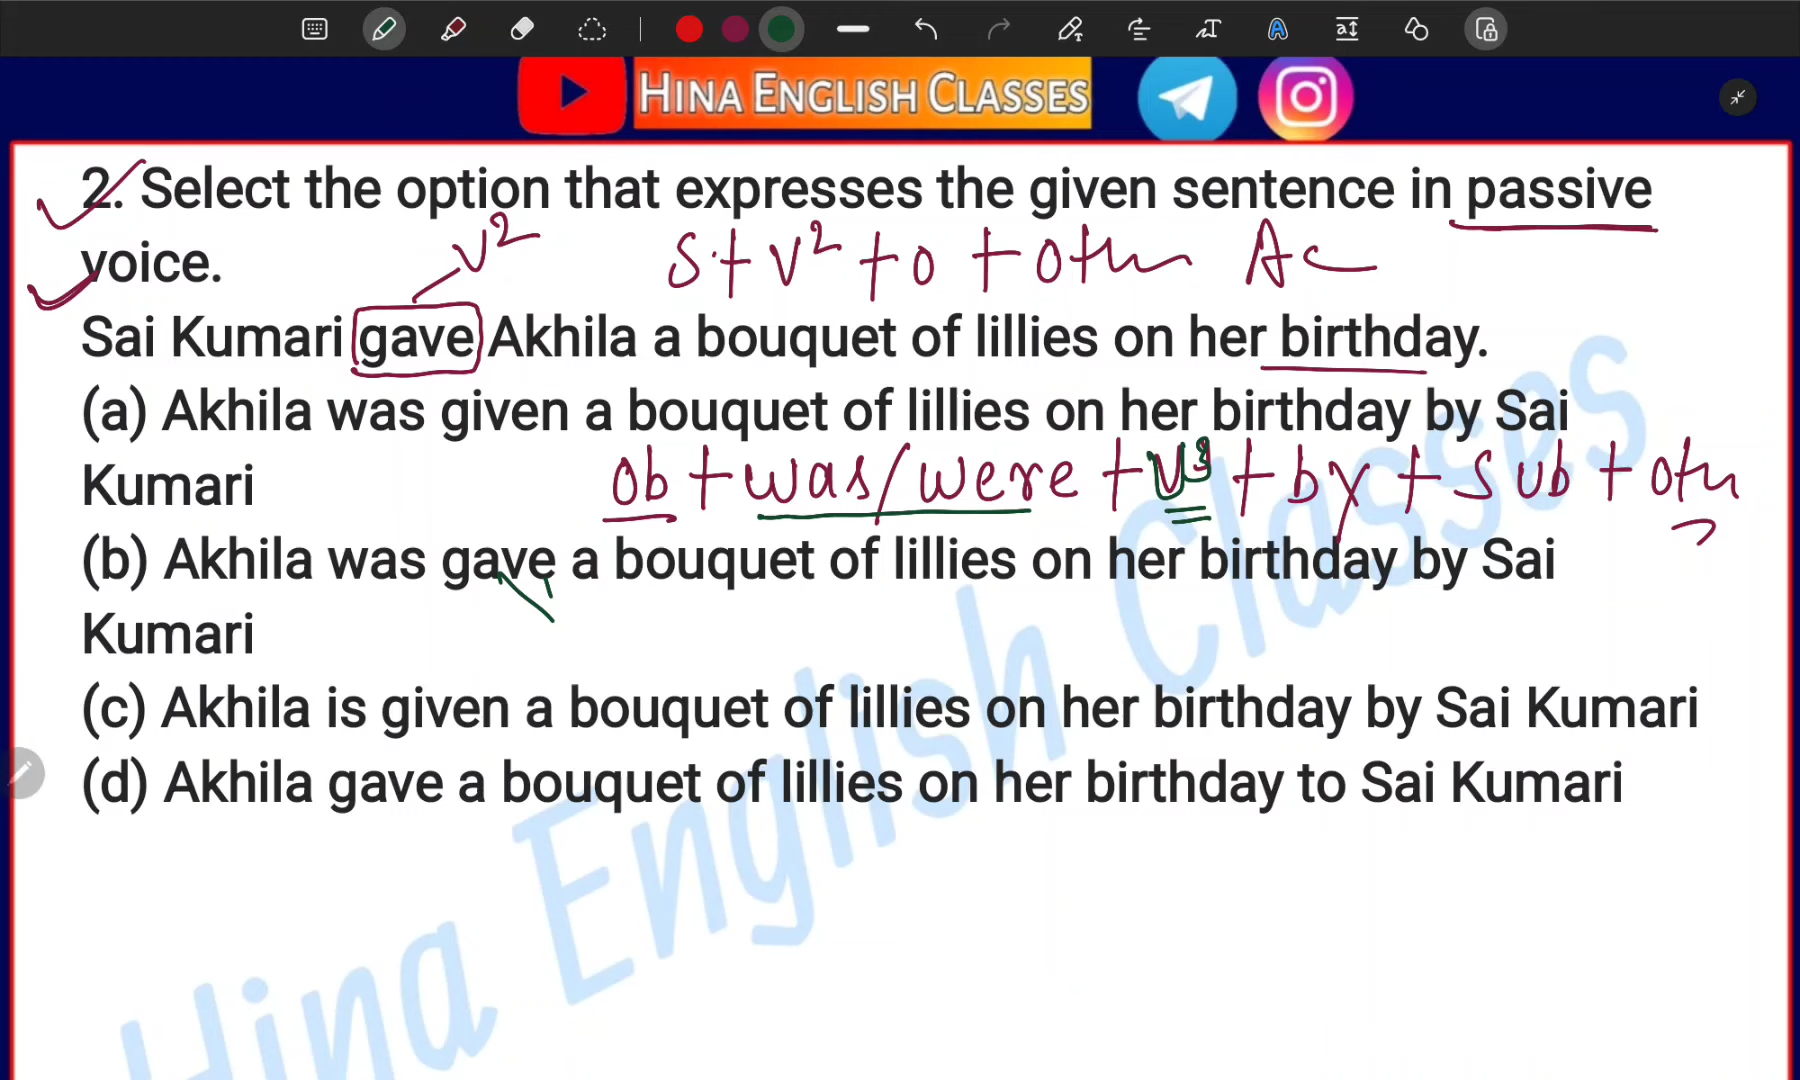 HINA ENGLISH CLASSES
2. Select the option that expresses the given sentence in passive
voice.
V²
S + V² + O + Oth Ac
Sai Kumari gave Akhila a bouquet of lillies on her birthday.
(a) Akhila was given a bouquet of lillies on her birthday by Sai
Kumari
Ob + was/were + V3 + by + Sub + Oth
(b) Akhila was gave a bouquet of lillies on her birthday by Sai
Kumari
(c) Akhila is given a bouquet of lillies on her birthday by Sai Kumari
(d) Akhila gave a bouquet of lillies on her birthday to Sai Kumari
Hina English Classes